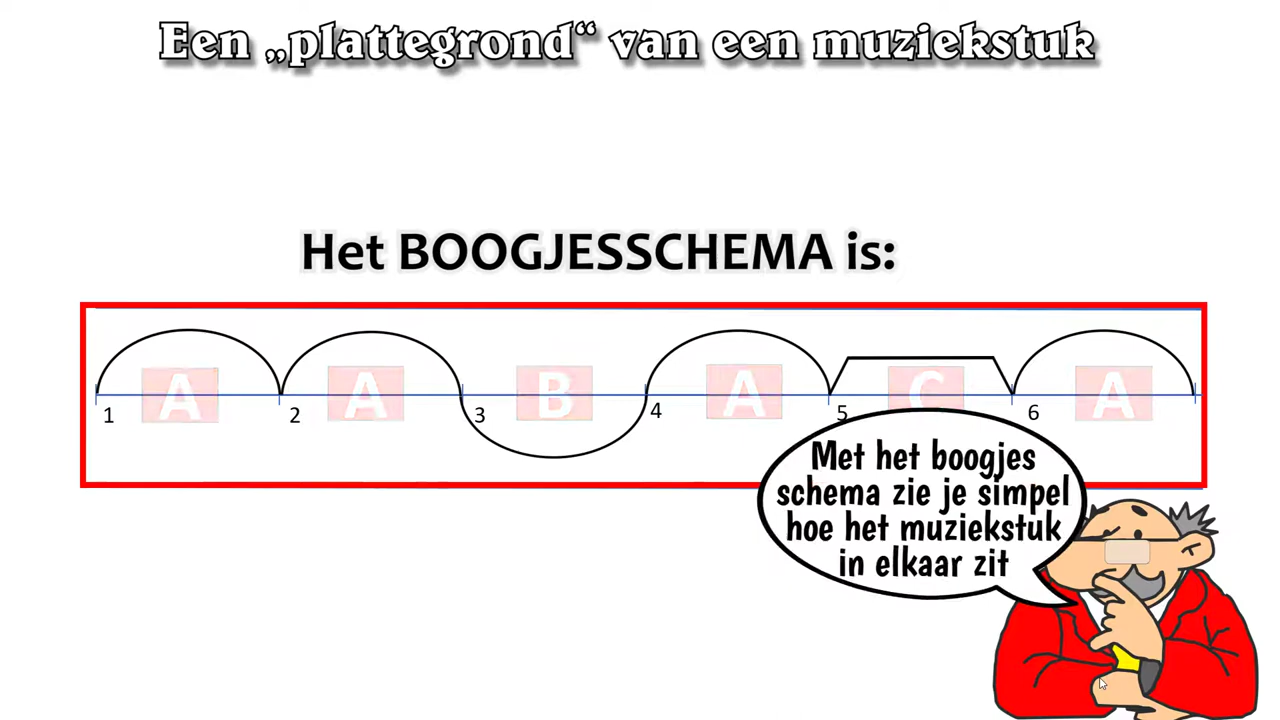 Een „plattegrond“ van een muziekstuk
Het BOOGJESSCHEMA is:
A A B A C A
1 2 3 4 5 6
Met het boogjes
schema zie je simpel
hoe het muziekstuk
in elkaar zit